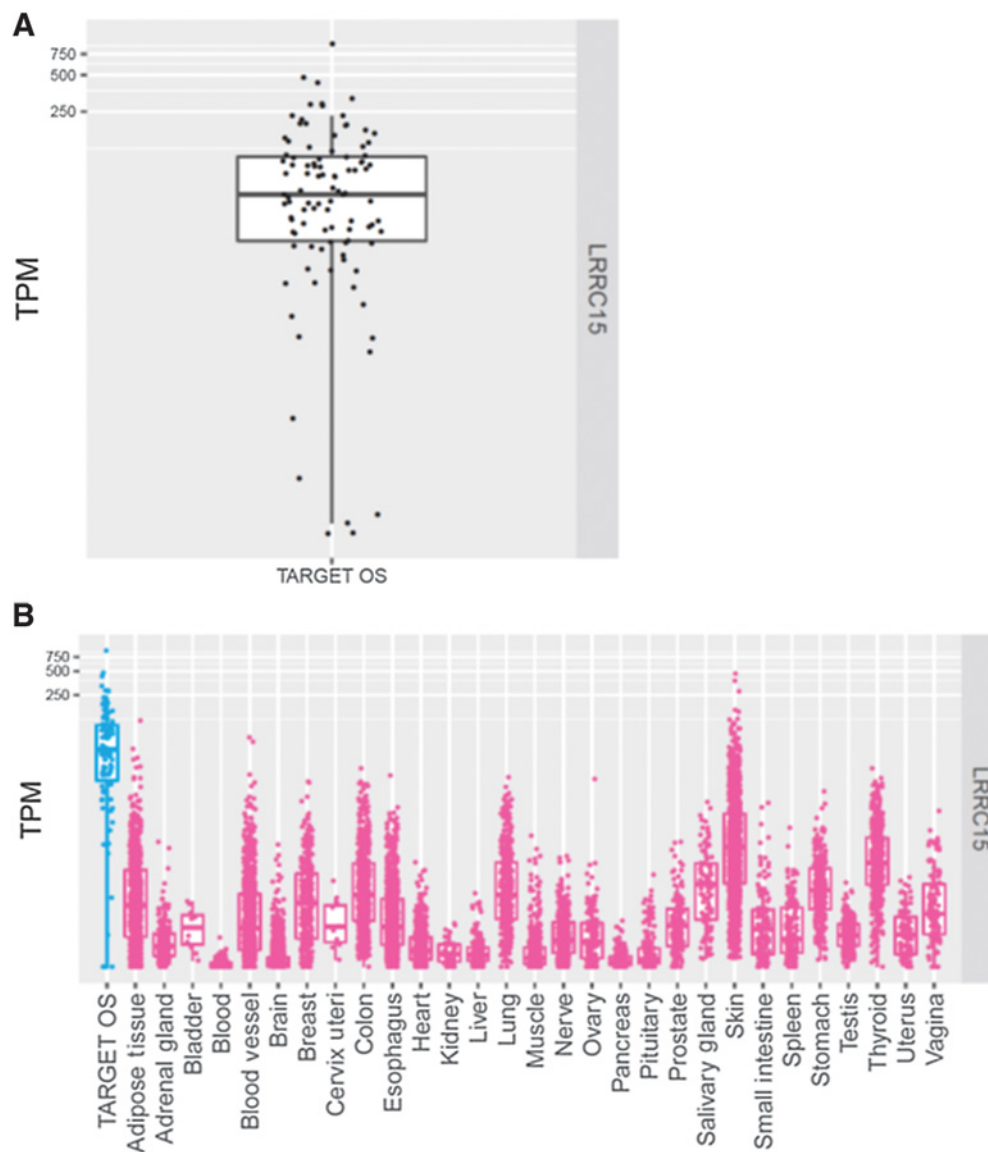 A
750
500
250
TPM
LRRC15
TARGET OS
B
750
500
250
TPM
LRRC15
TARGET OS
Adipose tissue
Adrenal gland
Bladder
Blood
Blood vessel
Brain
Breast
Cervix uteri
Colon
Esophagus
Heart
Kidney
Liver
Lung
Muscle
Nerve
Ovary
Pancreas
Pituitary
Prostate
Salivary gland
Skin
Small intestine
Spleen
Stomach
Testis
Thyroid
Uterus
Vagina